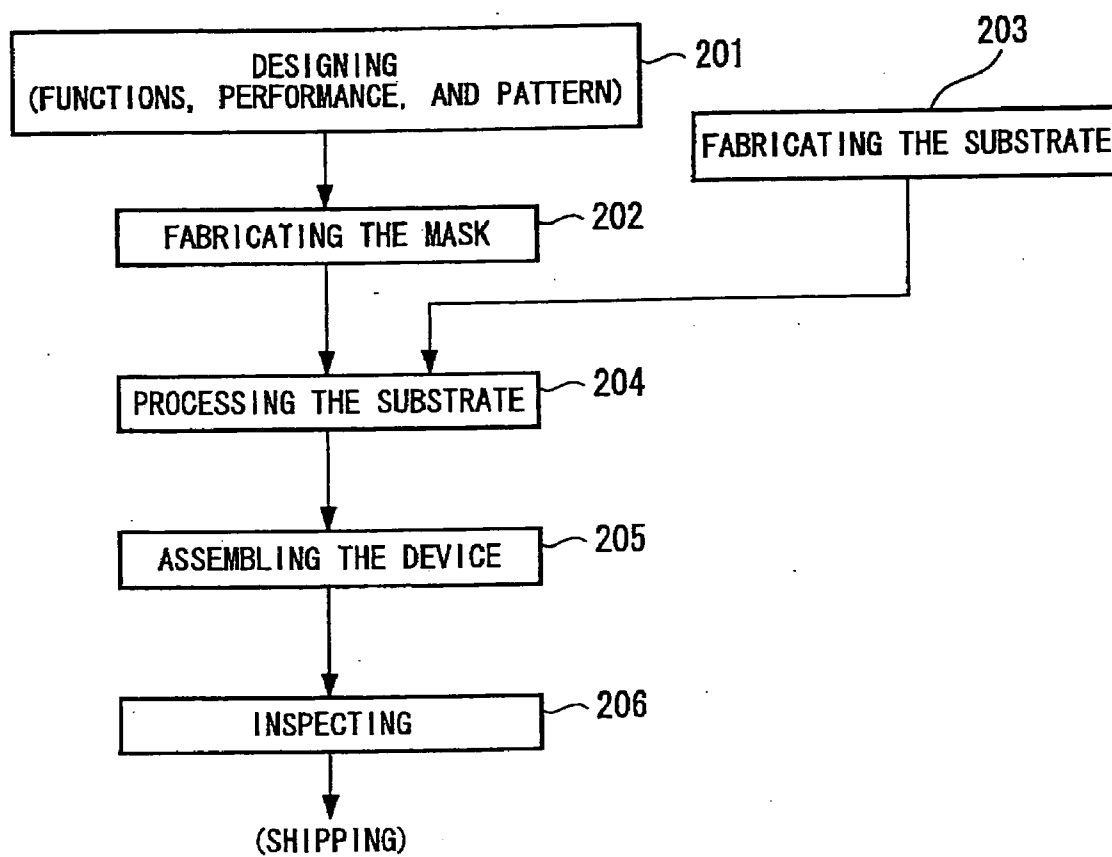 DESIGNING
(FUNCTIONS, PERFORMANCE, AND PATTERN)
201
203
FABRICATING THE SUBSTRATE
FABRICATING THE MASK
202
PROCESSING THE SUBSTRATE
204
ASSEMBLING THE DEVICE
205
INSPECTING
206
(SHIPPING)